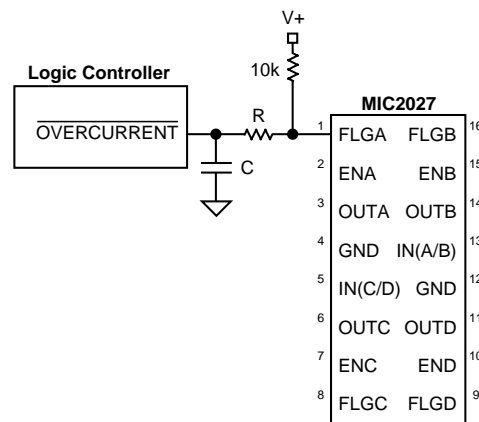 V+
10k
Logic Controller
OVERCURRENT
R
C
MIC2027
1 FLGA FLGB 16
2 ENA ENB 15
3 OUTA OUTB 14
4 GND IN(A/B) 13
5 IN(C/D) GND 12
6 OUTC OUTD 11
7 ENC END 10
8 FLGC FLGD 9